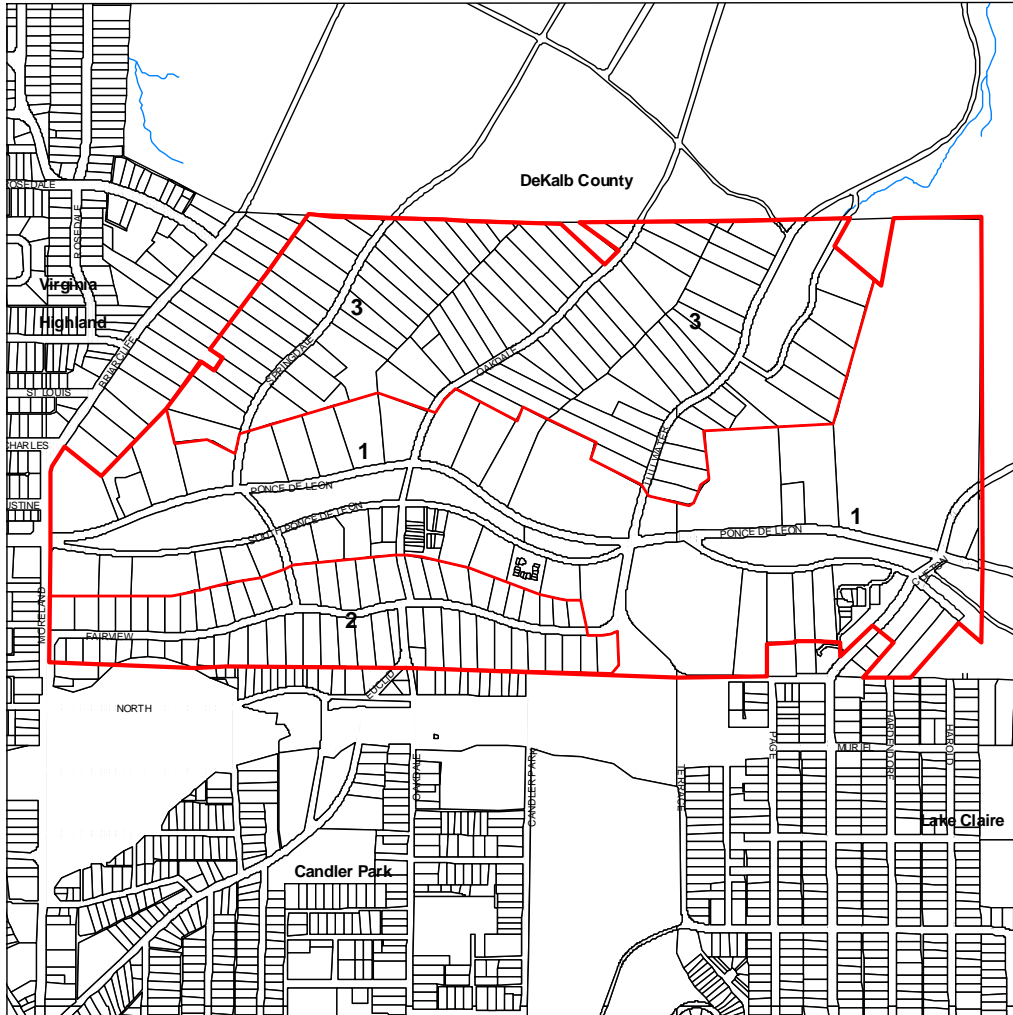 DeKalb County
ROSEDALE
ROSEDALE
Virginia
Highland
3
3
BRIARCLIFF
SPRINGDALE
OAKDALE
ST LOUIS
CHARLES
LULLWATER
1
PONCE DE LEON
SOUTH PONCE DE LEON
1
PONCE DE LEON
CLIFTON
MORELAND
2
FAIRVIEW
EUCLID
NORTH
PAGE
HARDENDORF
HAROLD
MURIEL
OAKDALE
CANDLER PARK
TERRACE
Lake Claire
Candler Park